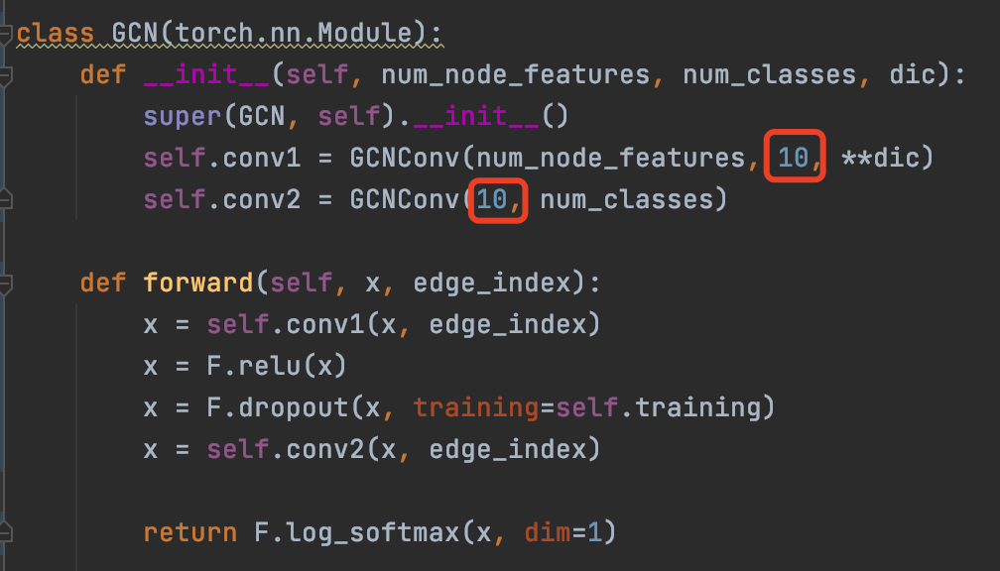 class GCN(torch.nn.Module):
def __init__(self, num_node_features, num_classes, dic):
super(GCN, self).__init__()
self.conv1 = GCNConv(num_node_features, 10, **dic)
self.conv2 = GCNConv(10, num_classes)
def forward(self, x, edge_index):
x = self.conv1(x, edge_index)
x = F.relu(x)
x = F.dropout(x, training=self.training)
x = self.conv2(x, edge_index)
return F.log_softmax(x, dim=1)